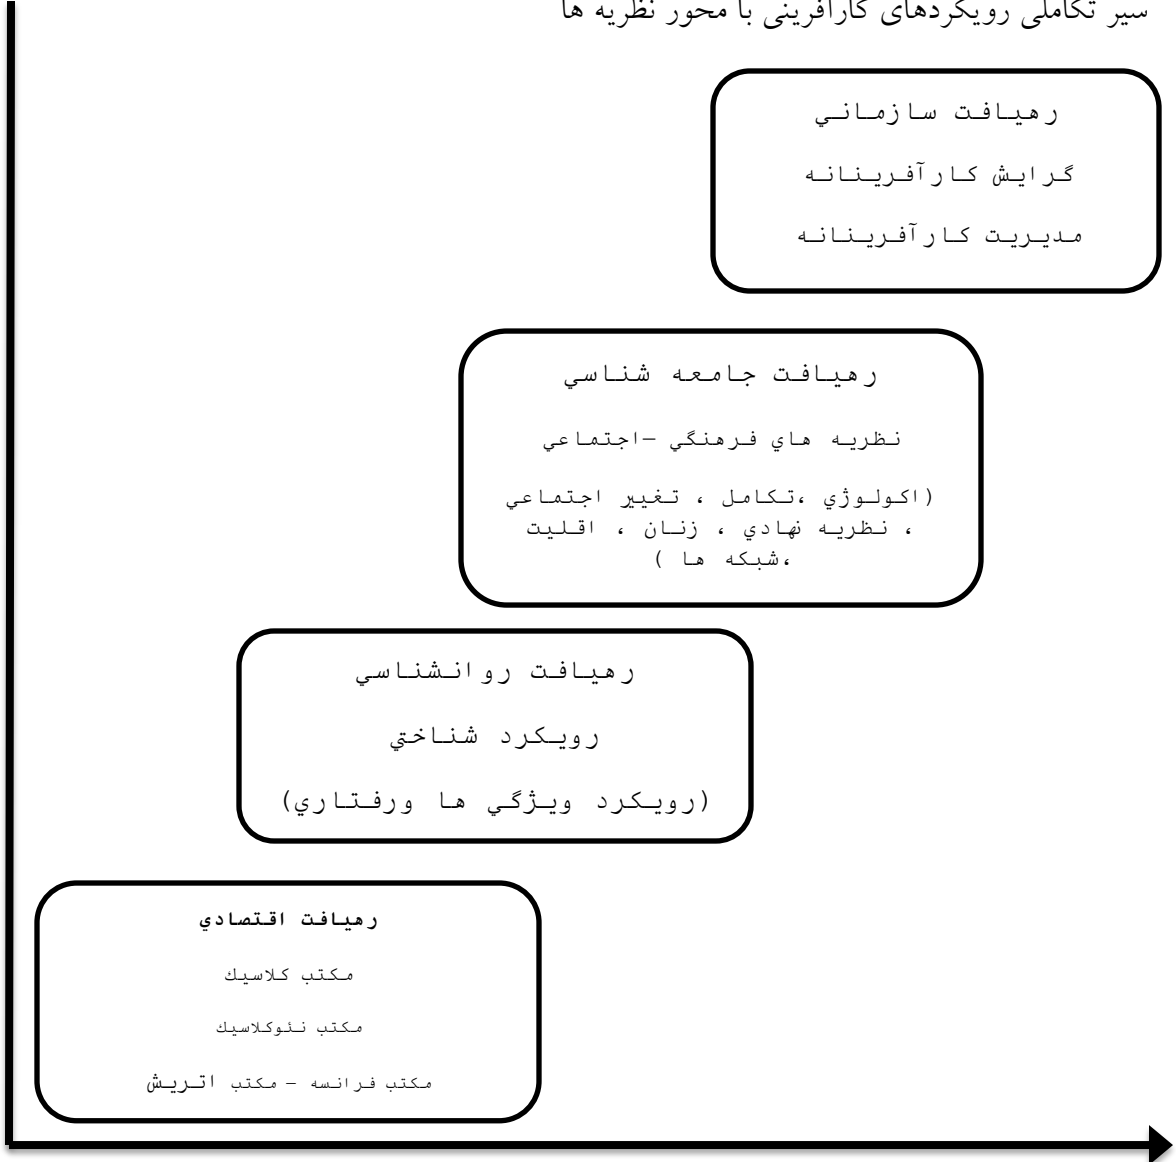 سیر تکاملی رویکردهای کارآفرینی با محور نظریه ها
رهيافت سازماني
گرايش كارآفرينانه
مديريت كارآفرينانه
رهيافت جامعه شناسي
نظريه هاي فرهنگي –اجتماعي
(اكولوژي ،تكامل ، تغيير اجتماعي
، نظريه نهادي ، زنان ، اقليت
،شبكه ها )
رهيافت روانشناسي
رويكرد شناختي
(رويكرد ويژگي ها ورفتاري)
رهيافت اقتصادي
مكتب كلاسيك
مكتب نئوكلاسيك
مكتب فرانسه – مكتب اتريش